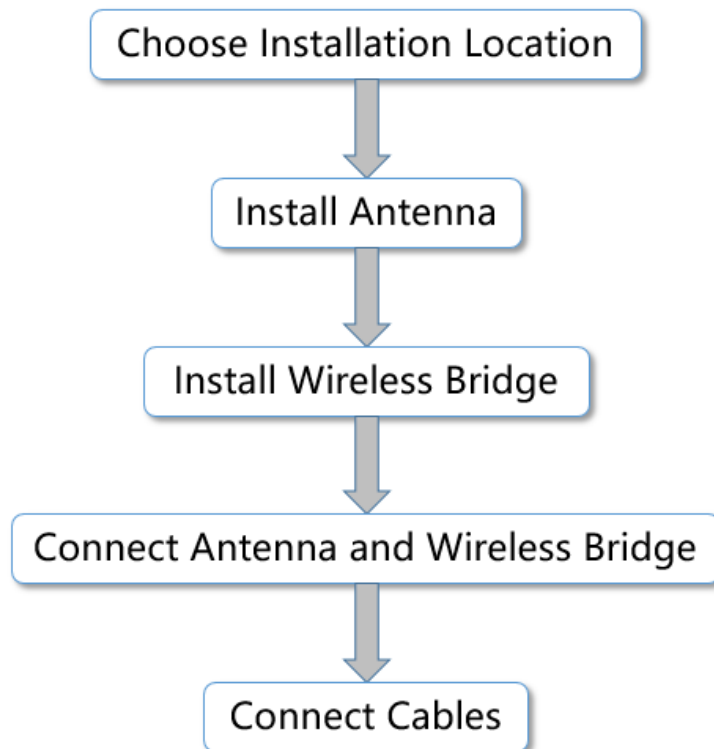 Choose Installation Location
Install Antenna
Install Wireless Bridge
Connect Antenna and Wireless Bridge
Connect Cables